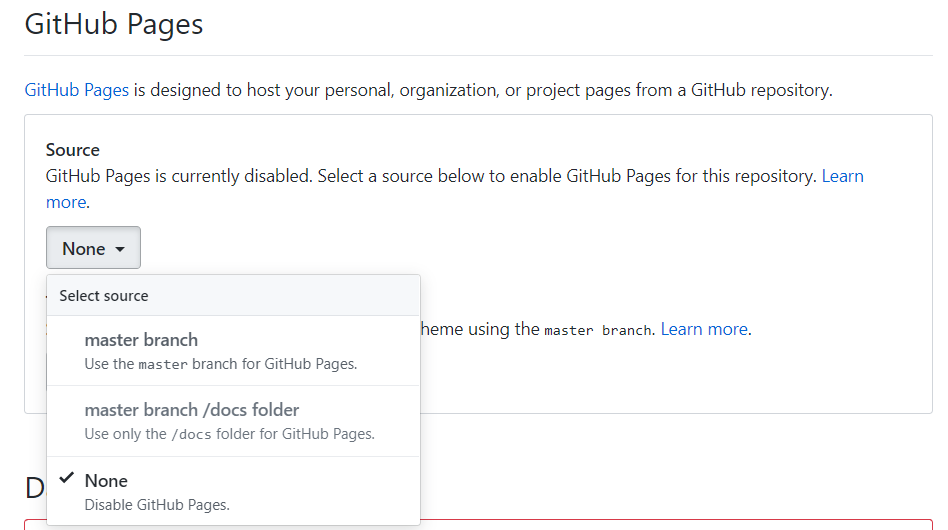 GitHub Pages
GitHub Pages is designed to host your personal, organization, or project pages from a GitHub repository.
Source
GitHub Pages is currently disabled. Select a source below to enable GitHub Pages for this repository. Learn
more.
None
Select source
master branch
Use the master branch for GitHub Pages.
heme using the master branch. Learn more.
master branch /docs folder
Use only the /docs folder for GitHub Pages.
None
Disable GitHub Pages.
D